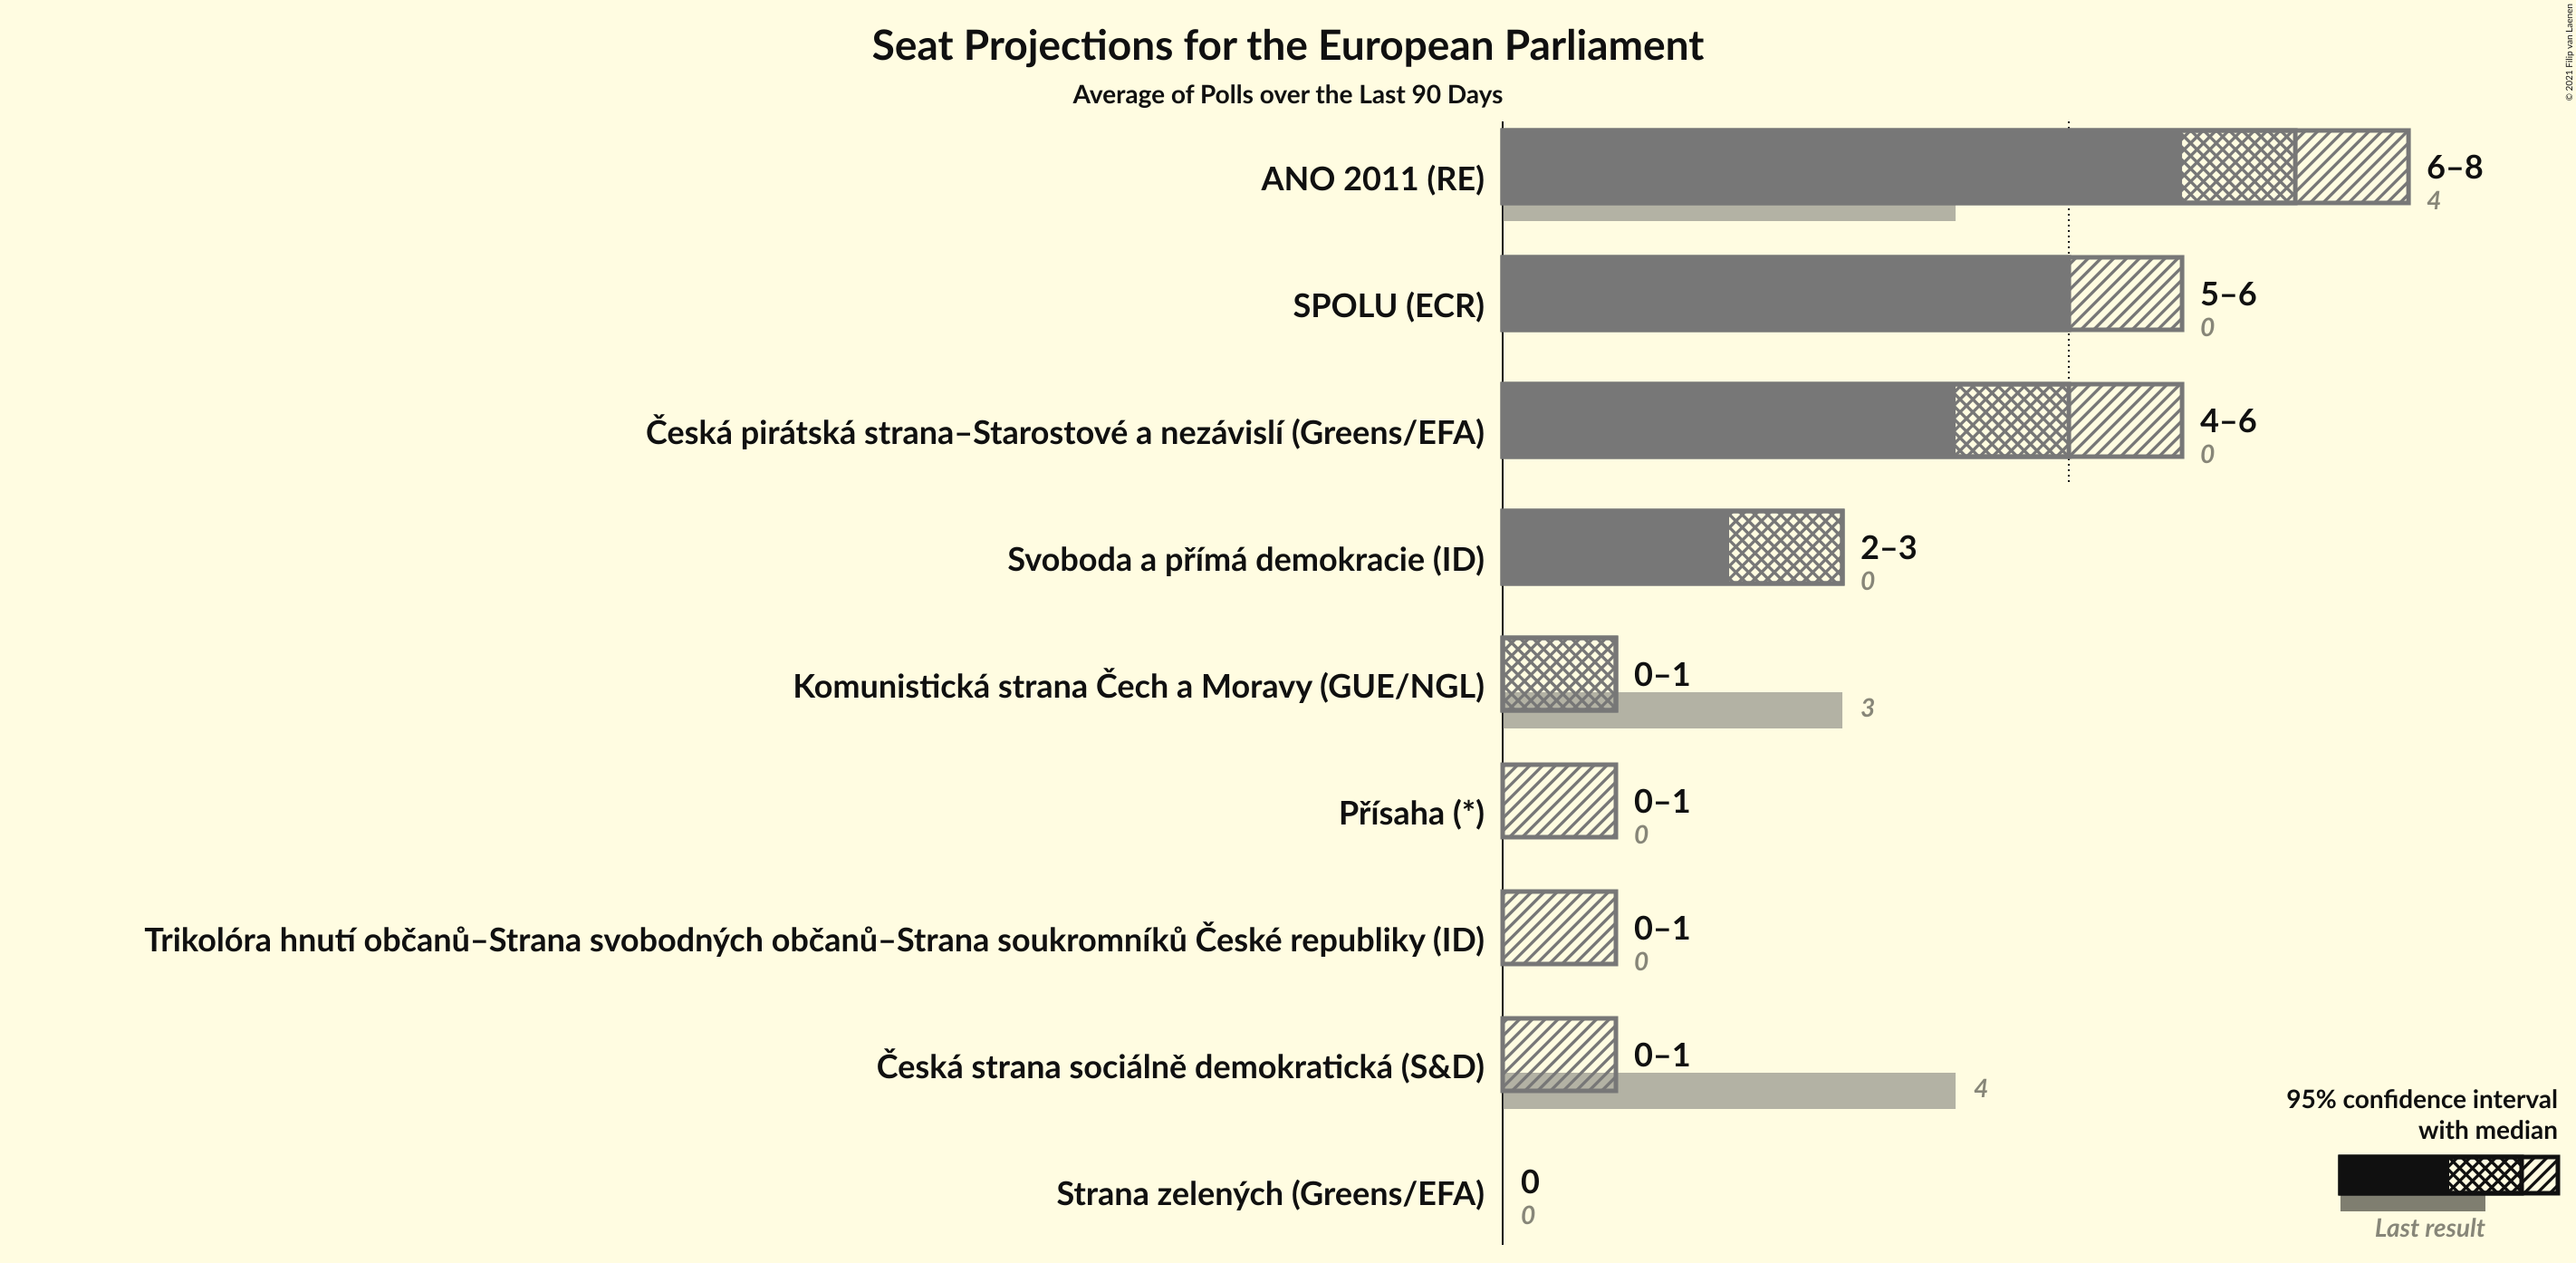 Seat Projections for the European Parliament
Average of Polls over the Last 90 Days
© 2021 Filip van Laenen
ANO 2011 (RE)
6–8
4
SPOLU (ECR)
5–6
0
Česká pirátská strana–Starostové a nezávislí (Greens/EFA)
4–6
0
Svoboda a přímá demokracie (ID)
2–3
0
Komunistická strana Čech a Moravy (GUE/NGL)
0–1
3
Přísaha (*)
0–1
0
Trikolóra hnutí občanů–Strana svobodných občanů–Strana soukromníků České republiky (ID)
0–1
0
Česká strana sociálně demokratická (S&D)
0–1
4
Strana zelených (Greens/EFA)
0
0
95% confidence interval
with median
Last result